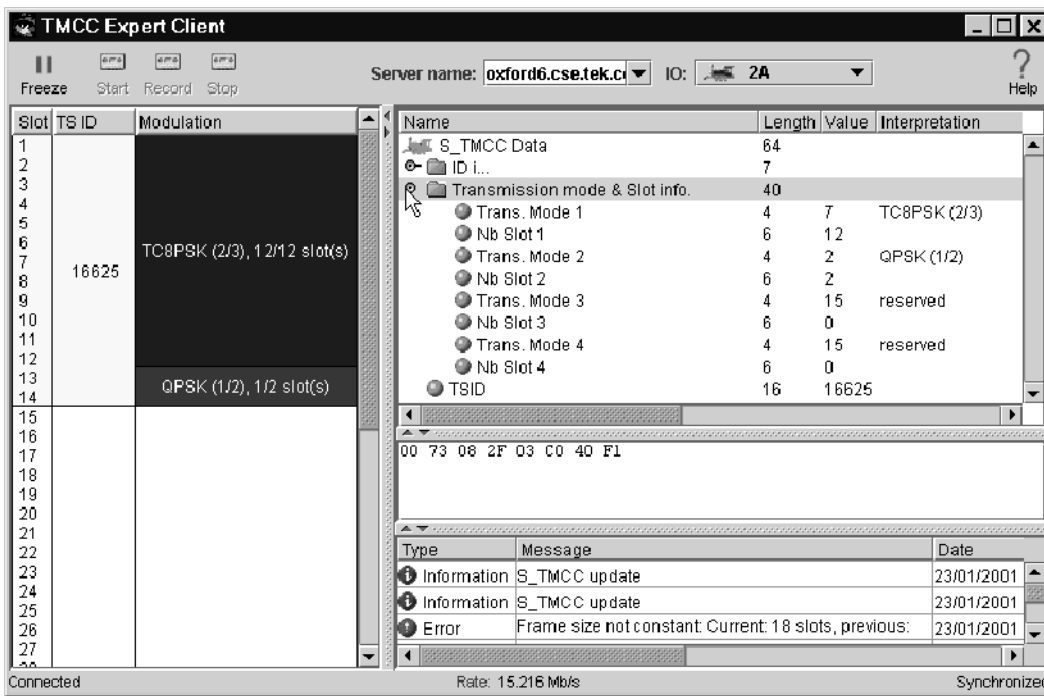 TMCC Expert Client
Freeze Start Record Stop
Server name: oxford6.cse.tek.c
IO: 2A
Help
Slot TS ID Modulation
1
2
3
4
5
6
7
8
9
10
11
12
13
14
15
16
17
18
19
20
21
22
23
24
25
26
27
16625
TC8PSK (2/3), 12/12 slot(s)
QPSK (1/2), 1/2 slot(s)
Name Length Value Interpretation
S_TMCC Data 64
ID i... 7
Transmission mode & Slot info. 40
Trans. Mode 1 4 7 TC8PSK (2/3)
Nb Slot 1 6 12
Trans. Mode 2 4 2 QPSK (1/2)
Nb Slot 2 6 2
Trans. Mode 3 4 15 reserved
Nb Slot 3 6 0
Trans. Mode 4 4 15 reserved
Nb Slot 4 6 0
TSID 16 16625
00 73 08 2F 03 C0 40 F1
Type Message Date
Information S_TMCC update 23/01/2001
Information S_TMCC update 23/01/2001
Error Frame size not constant: Current: 18 slots, previous: 23/01/2001
Connected Rate: 15.216 Mb/s Synchronized